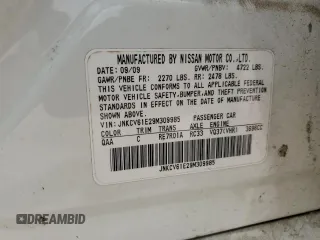 MANUFACTURED BY NISSAN MOTOR CO.,LTD.
DATE: 09/09 GVWR/PNBV: 4722 LBS.
GAWR/PNBE FR: 2270 LBS. RR: 2478 LBS.
THIS VEHICLE CONFORMS TO ALL APPLICABLE FEDERAL
MOTOR VEHICLE SAFETY,BUMPER,AND THEFT PREVENTION
STANDARDS IN EFFECT ON THE DATE OF MANUFACTURE
SHOWN ABOVE.
VIN: JNKCV61E29M309985 PASSENGER CAR
COLOR TRIM TRANS AXLE ENGINE
QAA C RE7R01A RC33 VQ37(VHR) 3696CC
JNKCV61E29M309985
DREAMBID